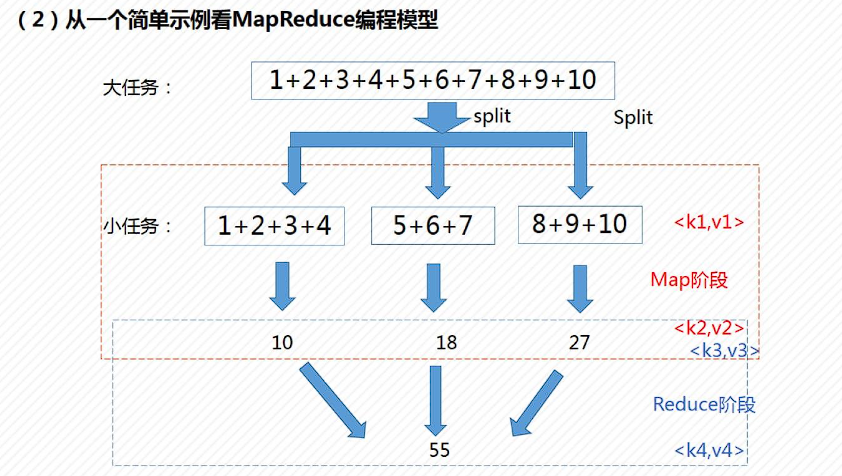 （2）从一个简单示例看MapReduce编程模型
大任务： 1+2+3+4+5+6+7+8+9+10
split Split
小任务： 1+2+3+4 5+6+7 8+9+10 <k1,v1>
Map阶段
<k2,v2>
10 18 27 <k3,v3>
Reduce阶段
55 <k4,v4>